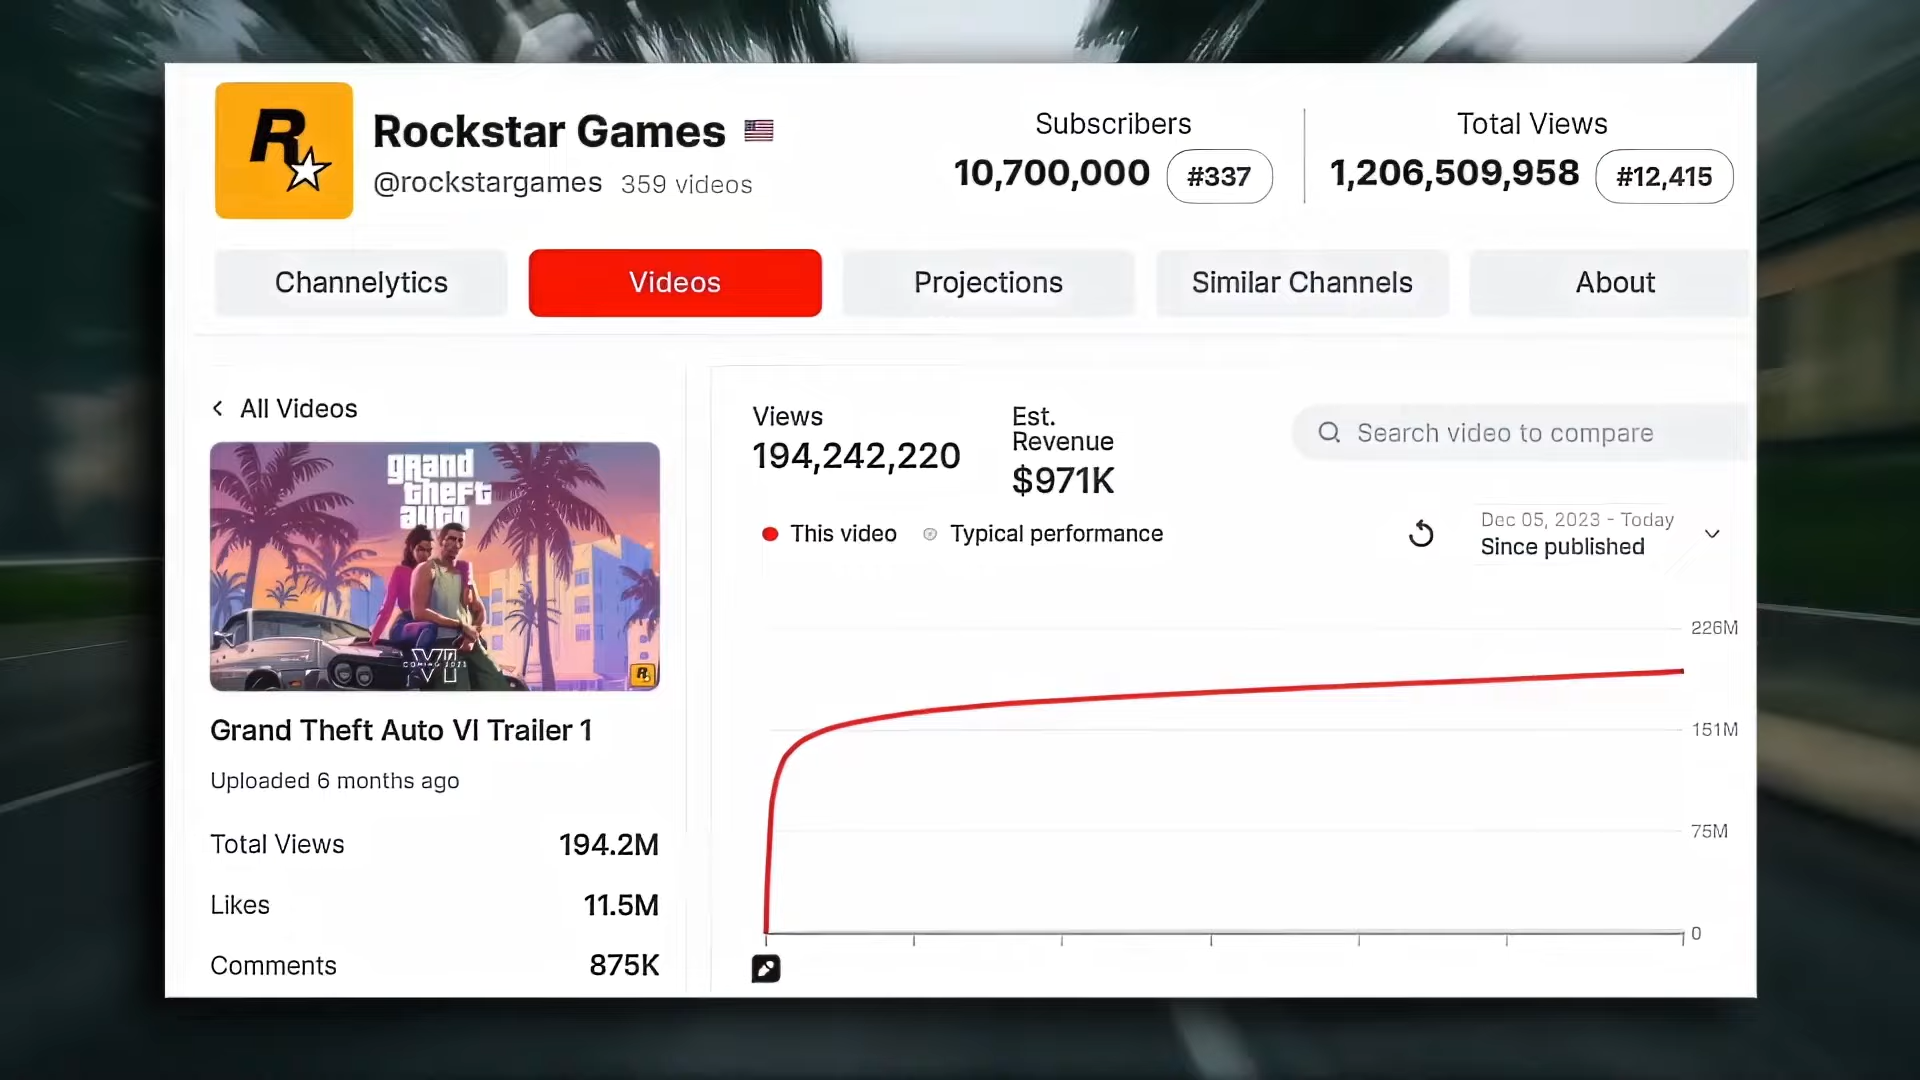 Rockstar Games
@rockstargames 359 videos
Subscribers
10,700,000 #337
Total Views
1,206,509,958 #12,415
Channelytics
Videos
Projections
Similar Channels
About
All Videos
grand
theft
auto
VI
COMING 2025
R
Grand Theft Auto VI Trailer 1
Uploaded 6 months ago
Total Views 194.2M
Likes 11.5M
Comments 875K
Views
194,242,220
Est.
Revenue
$971K
Search video to compare
This video
Typical performance
Dec 05, 2023 - Today
Since published
226M
151M
75M
0